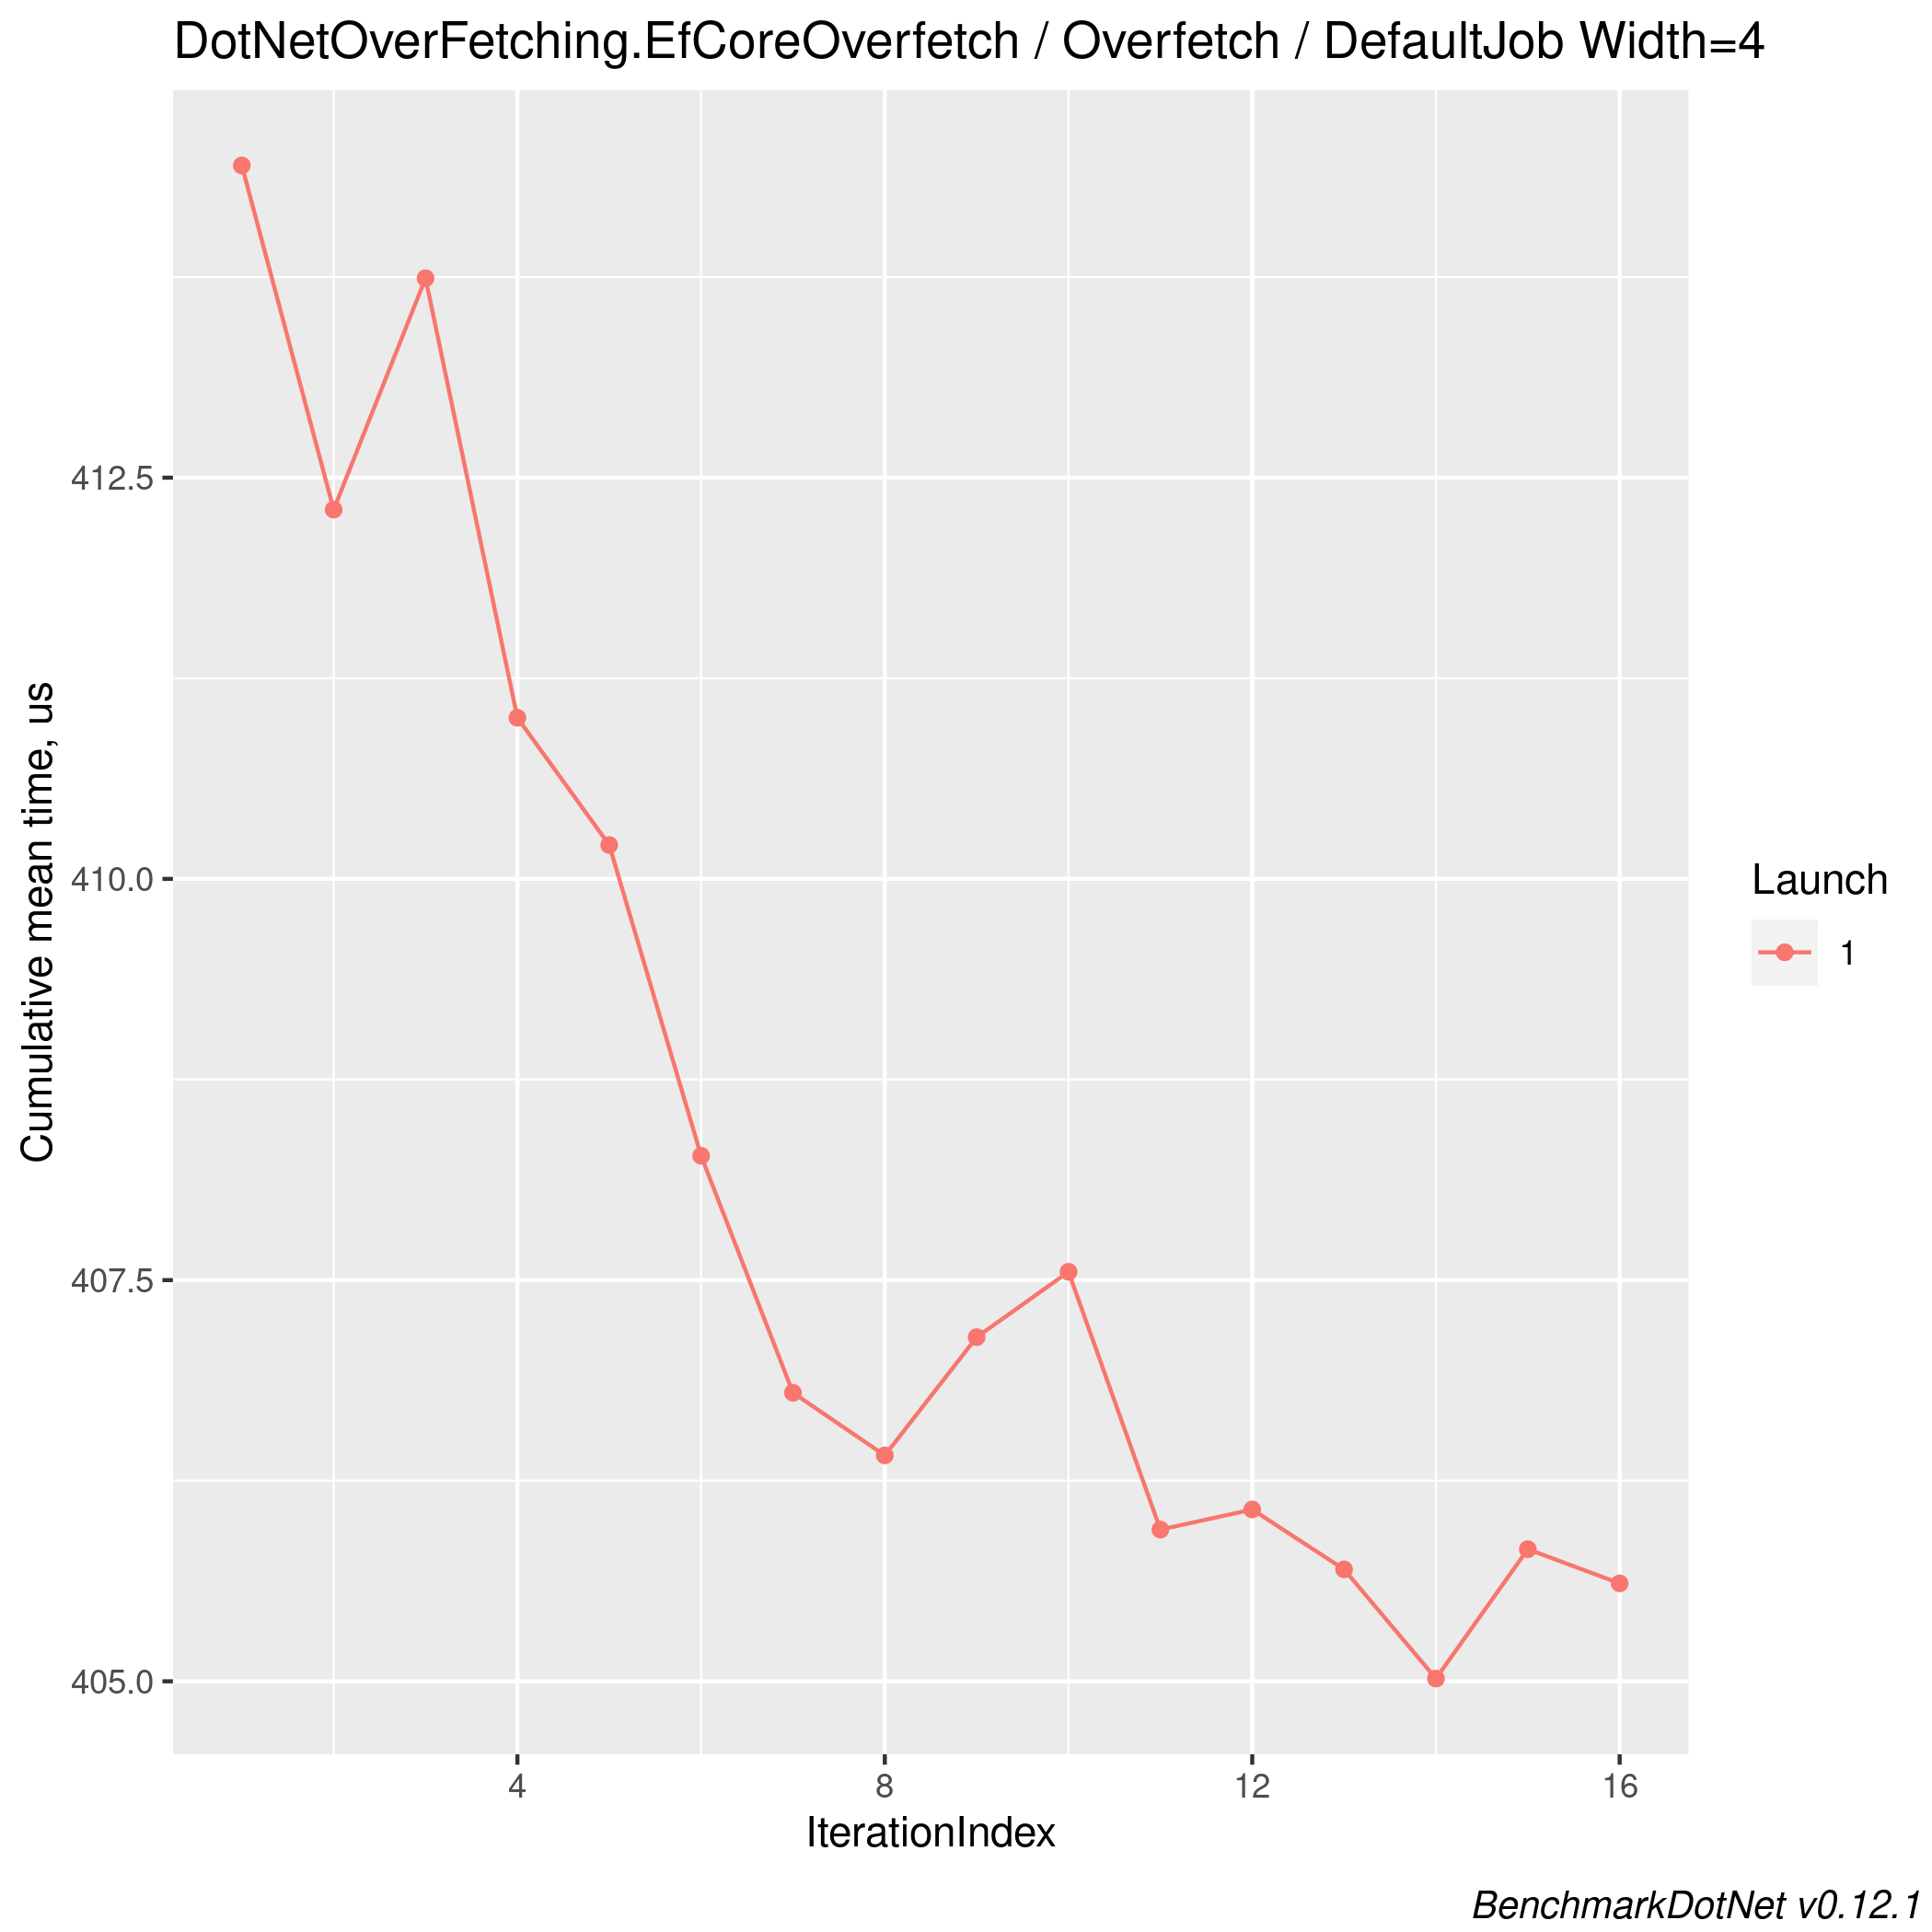 DotNetOverFetching.EfCoreOverfetch / Overfetch / DefaultJob Width=4
Cumulative mean time, us
412.5
410.0
407.5
405.0
4
8
12
16
IterationIndex
Launch
1
BenchmarkDotNet v0.12.1